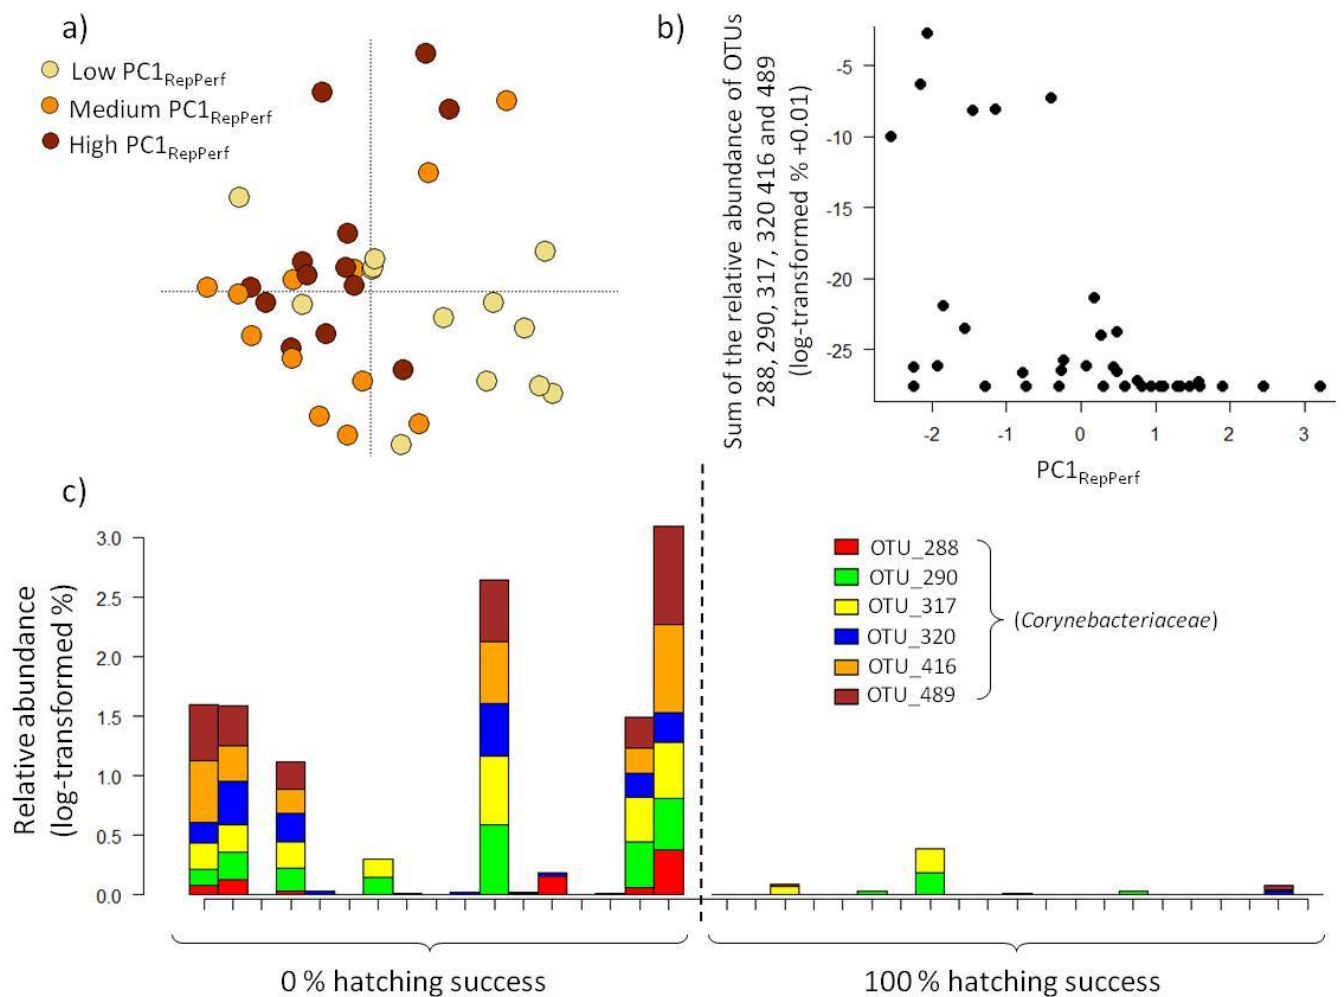 a)
Low PC1RepPerf
Medium PC1RepPerf
High PC1RepPerf
b)
Sum of the relative abundance of OTUs
288, 290, 317, 320 416 and 489
(log-transformed % +0.01)
-5
-10
-15
-20
-25
-2 -1 0 1 2 3
PC1RepPerf
c)
Relative abundance
(log-transformed %)
3.0
2.5
2.0
1.5
1.0
0.5
0.0
OTU_288
OTU_290
OTU_317
OTU_320
OTU_416
OTU_489
(Corynebacteriaceae)
0 % hatching success
100 % hatching success